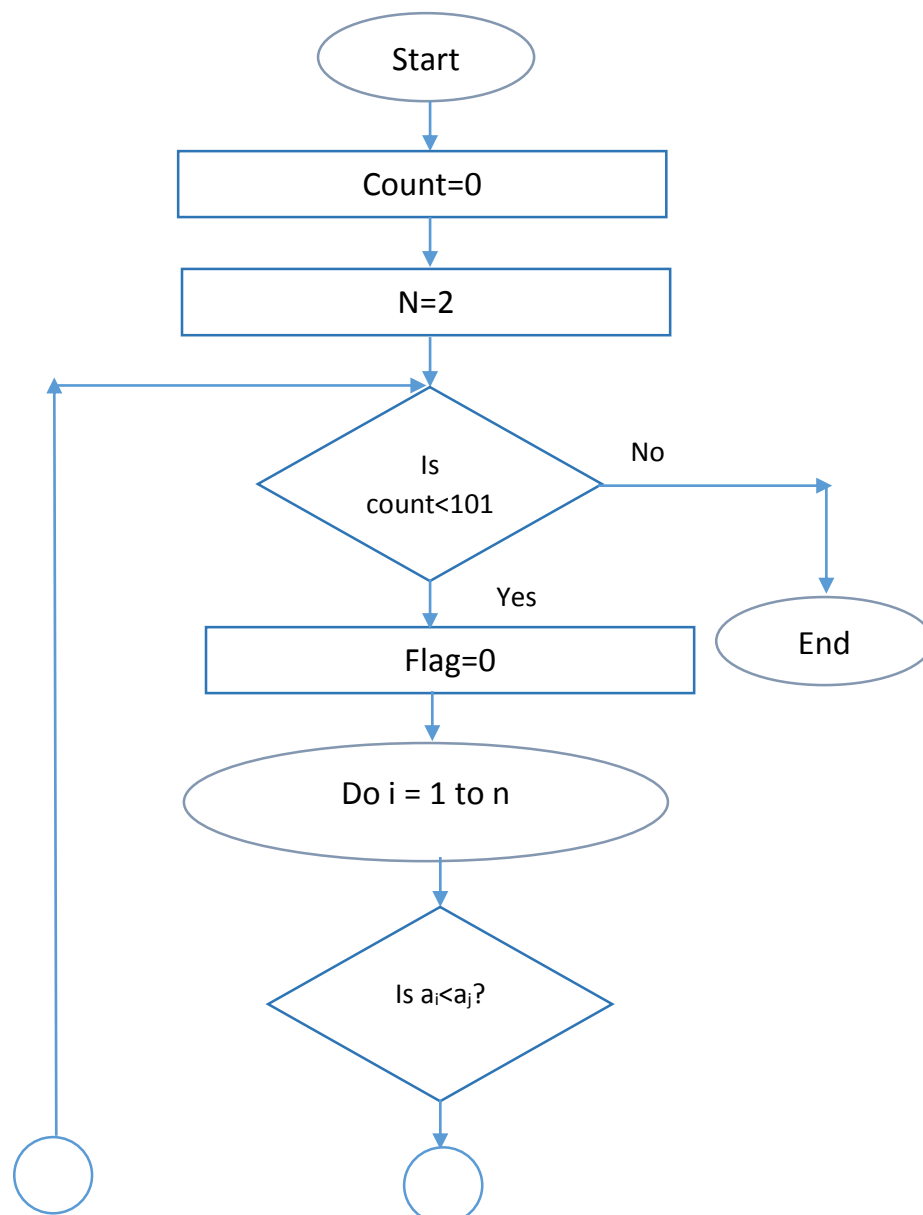 Start
Count=0
N=2
No
Is
count<101
Yes
Flag=0
End
Do i = 1 to n
Is aᵢ<aⱼ?